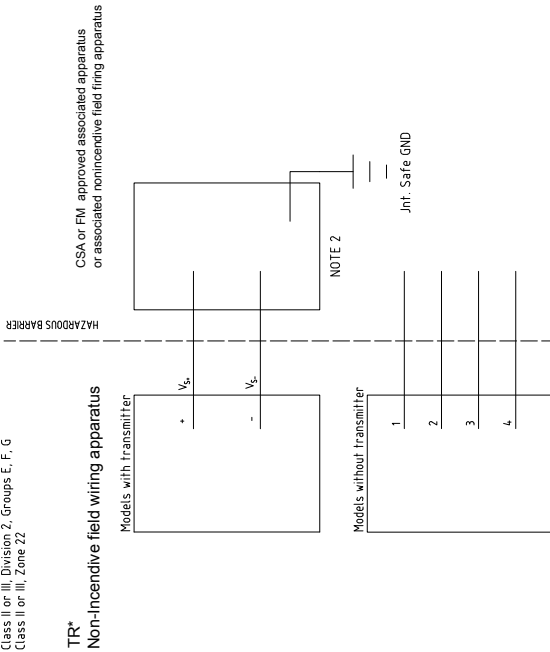 Class II or III, Division 2, Groups E, F, G
Class II or III, Zone 22
TR*
Non-Incendive field wiring apparatus
HAZARDOUS BARRIER
CSA or FM approved associated apparatus
or associated nonincendive field firing apparatus
Models with transmitter
+
Vs+
-
Vs-
NOTE 2
Jnt. Safe GND
Models without transmitter
1
2
3
4